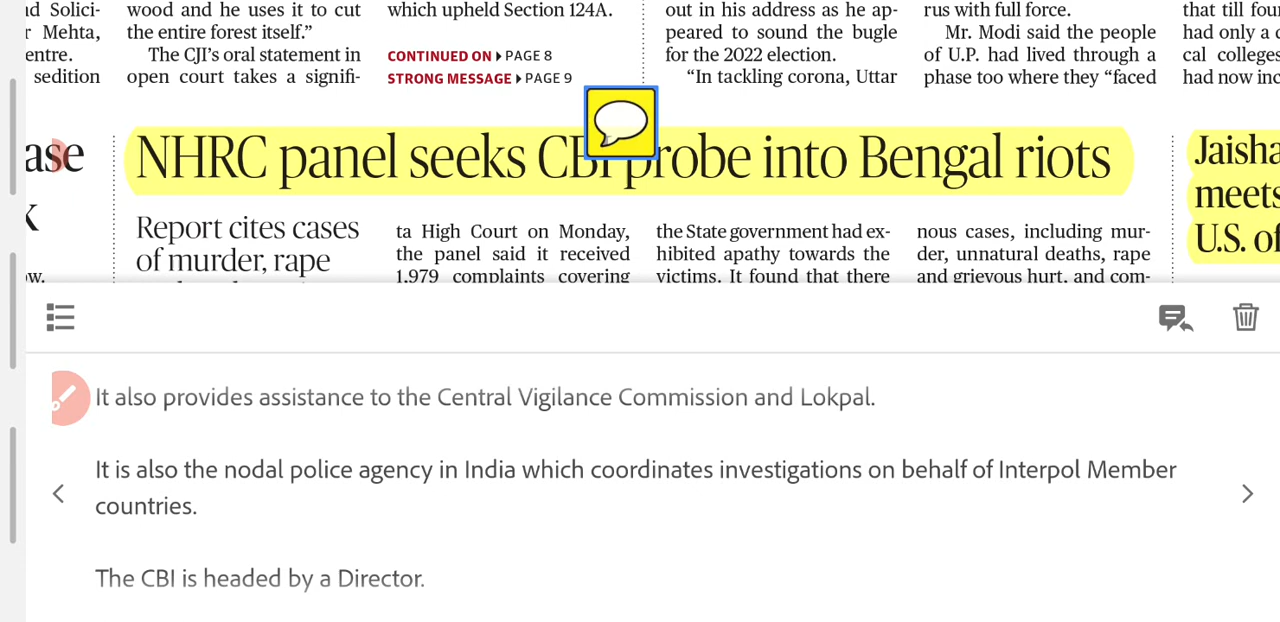 nd Solici-
r Mehta,
entre.
sedition
wood and he uses it to cut
the entire forest itself.”
The CJI’s oral statement in
open court takes a signifi-
which upheld Section 124A.
CONTINUED ON PAGE 8
STRONG MESSAGE PAGE 9
out in his address as he ap-
peared to sound the bugle
for the 2022 election.
“In tackling corona, Uttar
rus with full force.
Mr. Modi said the people
of U.P. had lived through a
phase too where they “faced
that till four
had only a
cal colleges
had now inc
ase
k
ow.
NHRC panel seeks CBI probe into Bengal riots
Report cites cases
of murder, rape
ta High Court on Monday,
the panel said it received
1,979 complaints covering
the State government had ex-
hibited apathy towards the
victims. It found that there
nous cases, including mur-
der, unnatural deaths, rape
and grievous hurt, and com-
Jaisha
meets
U.S. of
It also provides assistance to the Central Vigilance Commission and Lokpal.
It is also the nodal police agency in India which coordinates investigations on behalf of Interpol Member
countries.
The CBI is headed by a Director.